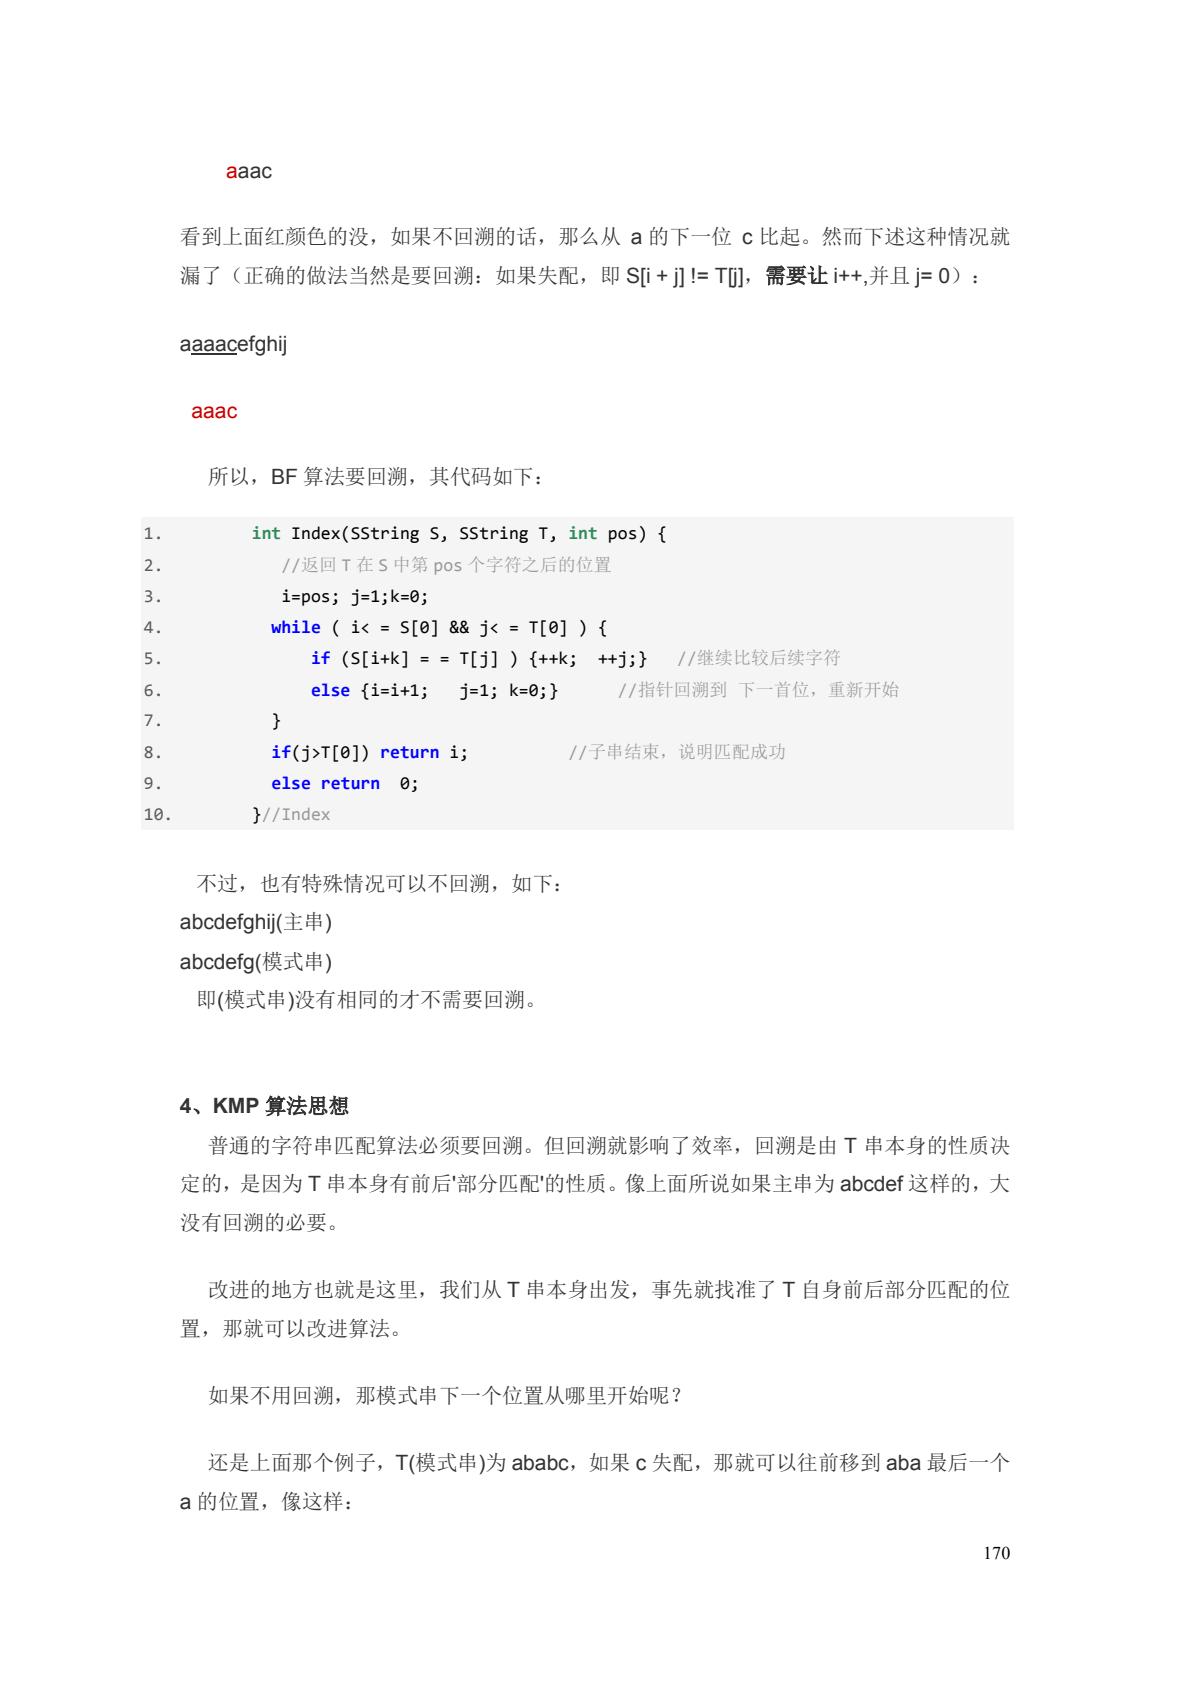 aaac
看到上面红颜色的没，如果不回溯的话，那么从 a 的下一位 c 比起。然而下述这种情况就
漏了（正确的做法当然是要回溯：如果失配，即 S[i + j] != T[j]，需要让 i++,并且 j= 0）：
aaaacefghij
aaac
所以，BF 算法要回溯，其代码如下：
1. int Index(SString S, SString T, int pos) {
2. //返回 T 在 S 中第 pos 个字符之后的位置
3. i=pos; j=1;k=0;
4. while ( i< = S[0] && j< = T[0] ) {
5. if (S[i+k] = = T[j] ) {++k; ++j;} //继续比较后续字符
6. else {i=i+1; j=1; k=0;} //指针回溯到 下一首位，重新开始
7. }
8. if(j>T[0]) return i; //子串结束，说明匹配成功
9. else return 0;
10. }//Index
不过，也有特殊情况可以不回溯，如下：
abcdefghij(主串)
abcdefg(模式串)
即(模式串)没有相同的才不需要回溯。
4、KMP 算法思想
普通的字符串匹配算法必须要回溯。但回溯就影响了效率，回溯是由 T 串本身的性质决
定的，是因为 T 串本身有前后'部分匹配'的性质。像上面所说如果主串为 abcdef 这样的，大
没有回溯的必要。
改进的地方也就是这里，我们从 T 串本身出发，事先就找准了 T 自身前后部分匹配的位
置，那就可以改进算法。
如果不用回溯，那模式串下一个位置从哪里开始呢？
还是上面那个例子，T(模式串)为 ababc，如果 c 失配，那就可以往前移到 aba 最后一个
a 的位置，像这样：
170